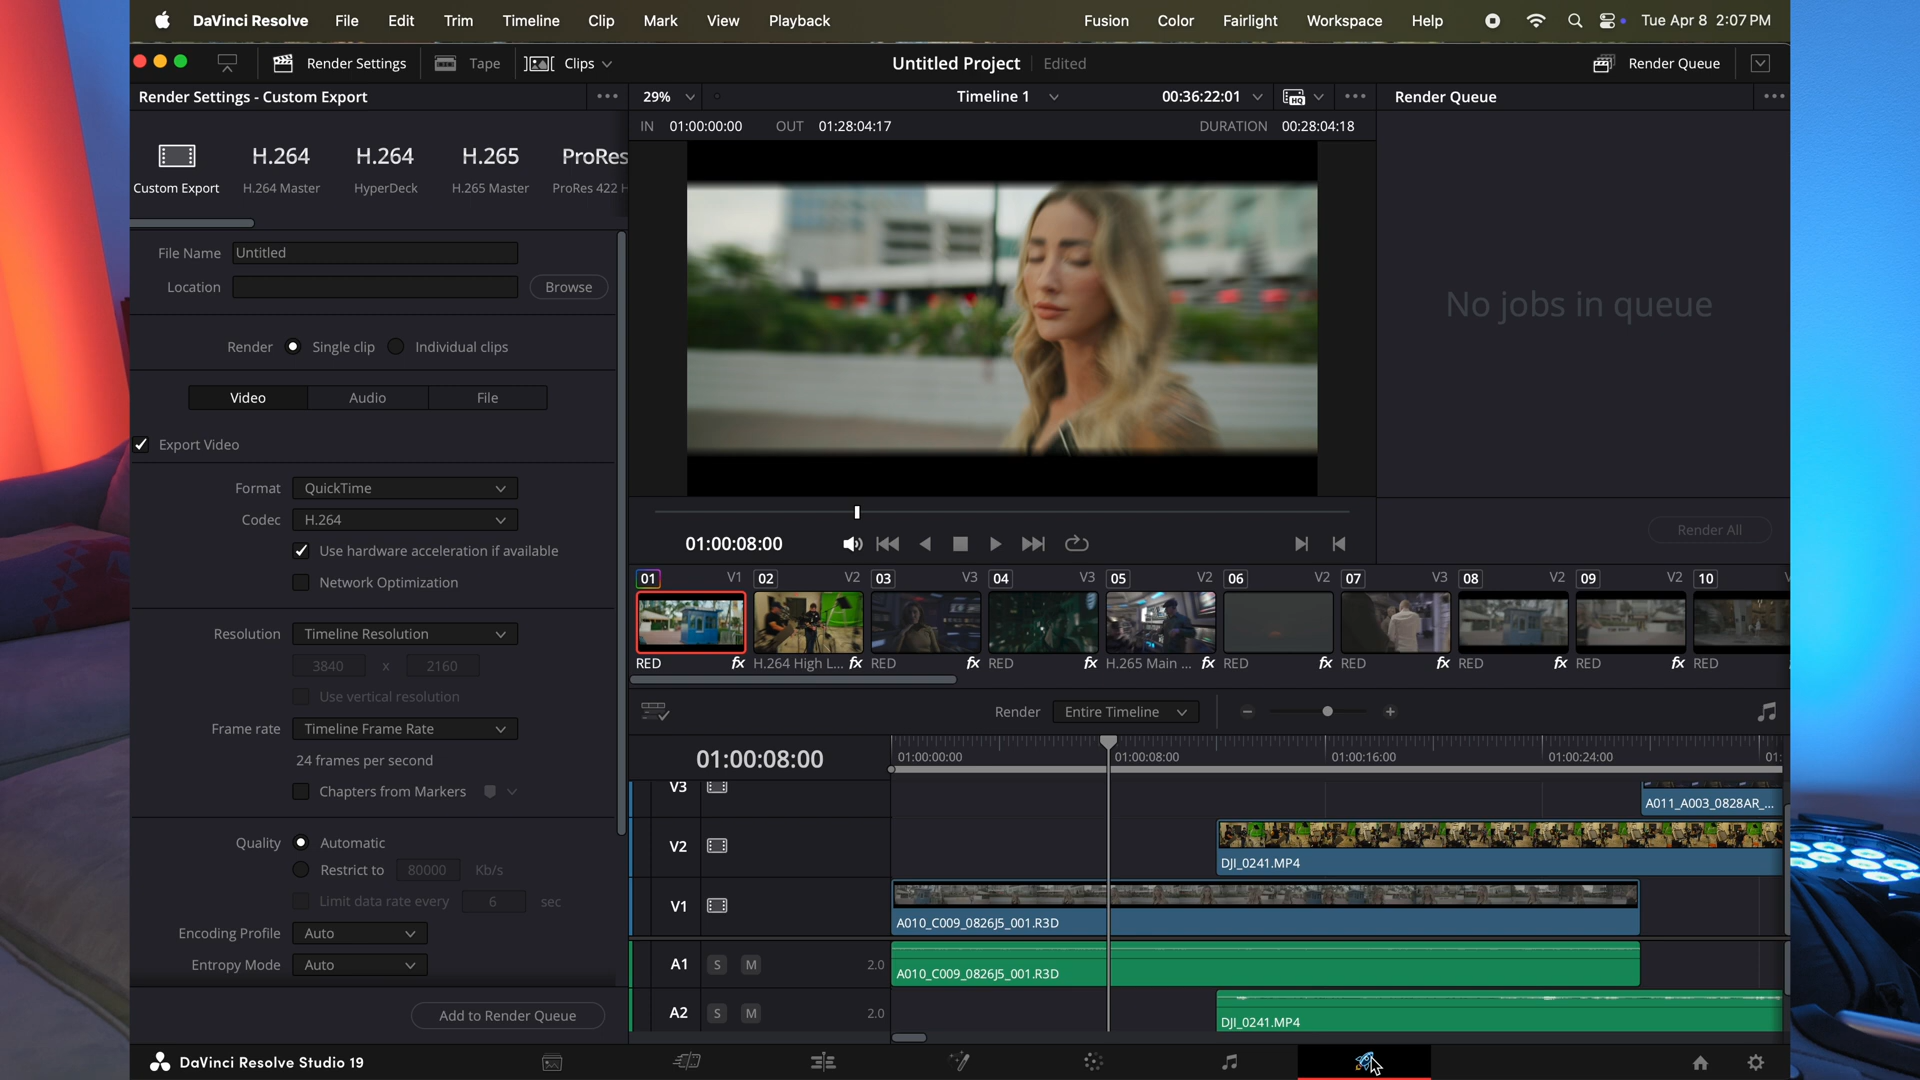 DaVinci Resolve File Edit Trim Timeline Clip Mark View Playback Fusion Color Fairlight Workspace Help Tue Apr 8 2:07 PM
Render Settings Tape Clips Untitled Project Edited Render Queue
Render Settings - Custom Export 29% Timeline 1 00:36:22:01 HQ Render Queue
IN 01:00:00:00 OUT 01:28:04:17 DURATION 00:28:04:18
H.264 H.264 H.265 ProRes
Custom Export H.264 Master HyperDeck H.265 Master ProRes 422 H
File Name Untitled
Location Browse
No jobs in queue
Render Single clip Individual clips
Video Audio File
Export Video
Format QuickTime
Codec H.264
Use hardware acceleration if available
Network Optimization
Render All
01:00:08:00
01 V1 02 V2 03 V3 04 V3 05 V2 06 V2 07 V3 08 V2 09 V2 10
RED fx H.264 High L... fx RED fx RED fx H.265 Main ... fx RED fx RED fx RED fx RED fx RED
Resolution Timeline Resolution
3840 x 2160
Use vertical resolution
Render Entire Timeline
Frame rate Timeline Frame Rate
24 frames per second
Chapters from Markers
01:00:08:00 01:00:00:00 01:00:08:00 01:00:16:00 01:00:24:00 01:
V3 A011_A003_0828AR_...
V2 DJI_0241.MP4
V1 A010_C009_0826J5_001.R3D
A1 S M 2.0 A010_C009_0826J5_001.R3D
A2 S M 2.0 DJI_0241.MP4
Quality Automatic
Restrict to 80000 Kb/s
Limit data rate every 6 sec
Encoding Profile Auto
Entropy Mode Auto
Add to Render Queue
DaVinci Resolve Studio 19